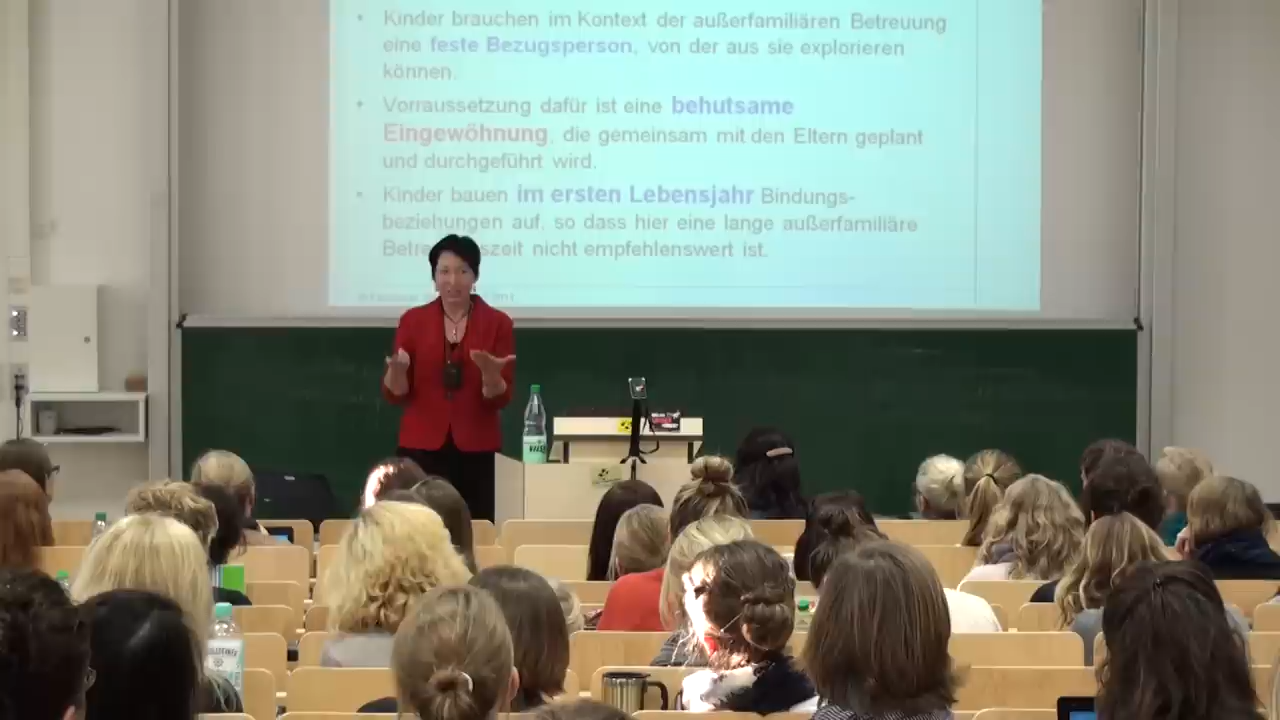 • Kinder brauchen im Kontext der außerfamiliären Betreuung
eine feste Bezugsperson, von der aus sie explorieren
können.
• Vorraussetzung dafür ist eine behutsame
Eingewöhnung, die gemeinsam mit den Eltern geplant
und durchgeführt wird.
• Kinder bauen im ersten Lebensjahr Bindungs-
beziehungen auf, so dass hier eine lange außerfamiliäre
nicht empfehlenswert ist.